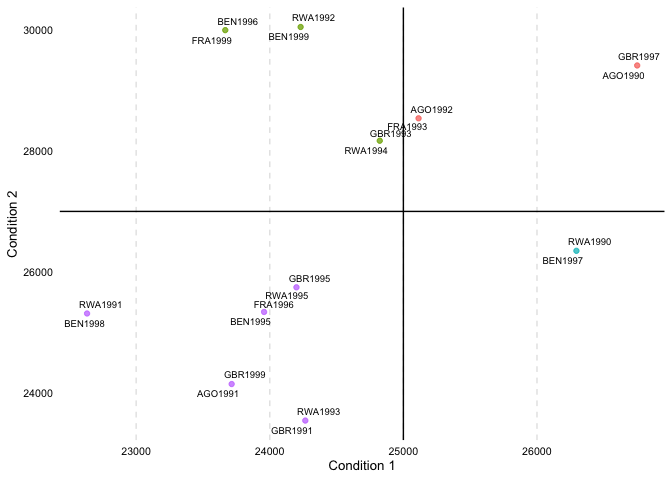 30000
BEN1996
RWA1992
FRA1999
BEN1999
GBR1997
AGO1990
AGO1992
FRA1993
GBR1993
28000
RWA1994
Condition 2
RWA1990
BEN1997
26000
GBR1995
RWA1995
RWA1991
FRA1996
BEN1998
BEN1995
GBR1999
24000
AGO1991
RWA1993
GBR1991
23000
24000
25000
26000
Condition 1